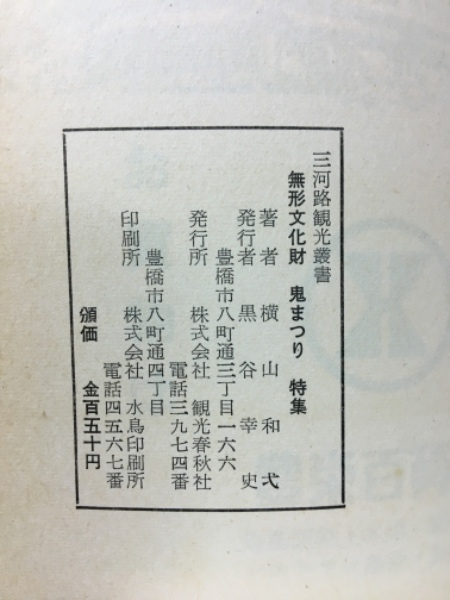 三河路観光叢書
無形文化財 鬼まつり 特集
著者 横山和弌
発行者 黒谷幸史
豊橋市八町通三丁目一六六
発行所 株式会社 観光春秋社
電話三九七四番
豊橋市八町通四丁目
印刷所 株式会社 水鳥印刷所
電話四五六七番
頒価 金百五十円